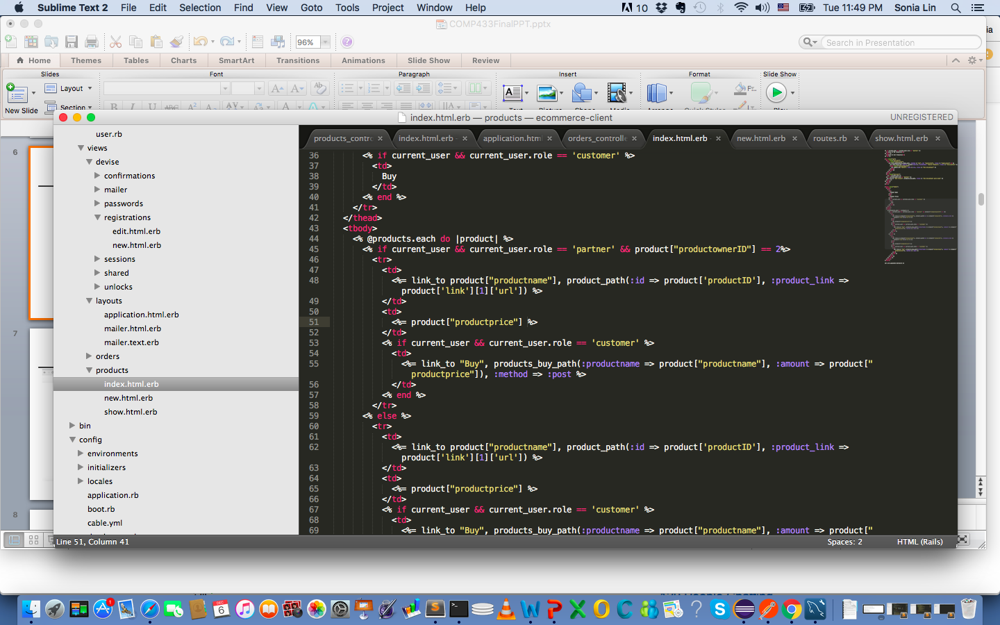 Sublime Text 2 File Edit Selection Find View Goto Tools Project Window Help 10 Tue 11:49 PM Sonia Lin
COMP433FinalPPT.pptx
96% Search in Presentation
Home Themes Tables Charts SmartArt Transitions Animations Slide Show Review
Slides Font Paragraph Insert Format Slide Show
Layout
New Slide Section
index.html.erb — products — ecommerce-client UNREGISTERED
products_contro index.html.erb application.html orders_controlle index.html.erb new.html.erb routes.rb show.html.erb
user.rb
views
devise
confirmations
mailer
passwords
registrations
edit.html.erb
new.html.erb
sessions
shared
unlocks
layouts
application.html.erb
mailer.html.erb
mailer.text.erb
orders
products
index.html.erb
new.html.erb
show.html.erb
bin
config
environments
initializers
locales
application.rb
boot.rb
cable.yml
6
7
8
36 <% if current_user && current_user.role == 'customer' %>
37 <td>
38 Buy
39 </td>
40 <% end %>
41 </tr>
42 </thead>
43 <tbody>
44 <% @products.each do |product| %>
45 <% if current_user && current_user.role == 'partner' && product["productownerID"] == 2%>
46 <tr>
47 <td>
48 <%= link_to product["productname"], product_path(:id => product['productID'], :product_link =>
product['link'][1]['url']) %>
49 </td>
50 <td>
51 <%= product["productprice"] %>
52 </td>
53 <% if current_user && current_user.role == 'customer' %>
54 <td>
55 <%= link_to "Buy", products_buy_path(:productname => product["productname"], :amount => product["
productprice"]), :method => :post %>
56 </td>
57 <% end %>
58 </tr>
59 <% else %>
60 <tr>
61 <td>
62 <%= link_to product["productname"], product_path(:id => product['productID'], :product_link =>
product['link'][1]['url']) %>
63 </td>
64 <td>
65 <%= product["productprice"] %>
66 </td>
67 <% if current_user && current_user.role == 'customer' %>
68 <td>
69 <%= link_to "Buy", products_buy_path(:productname => product["productname"], :amount => product["
Line 51, Column 41 Spaces: 2 HTML (Rails)